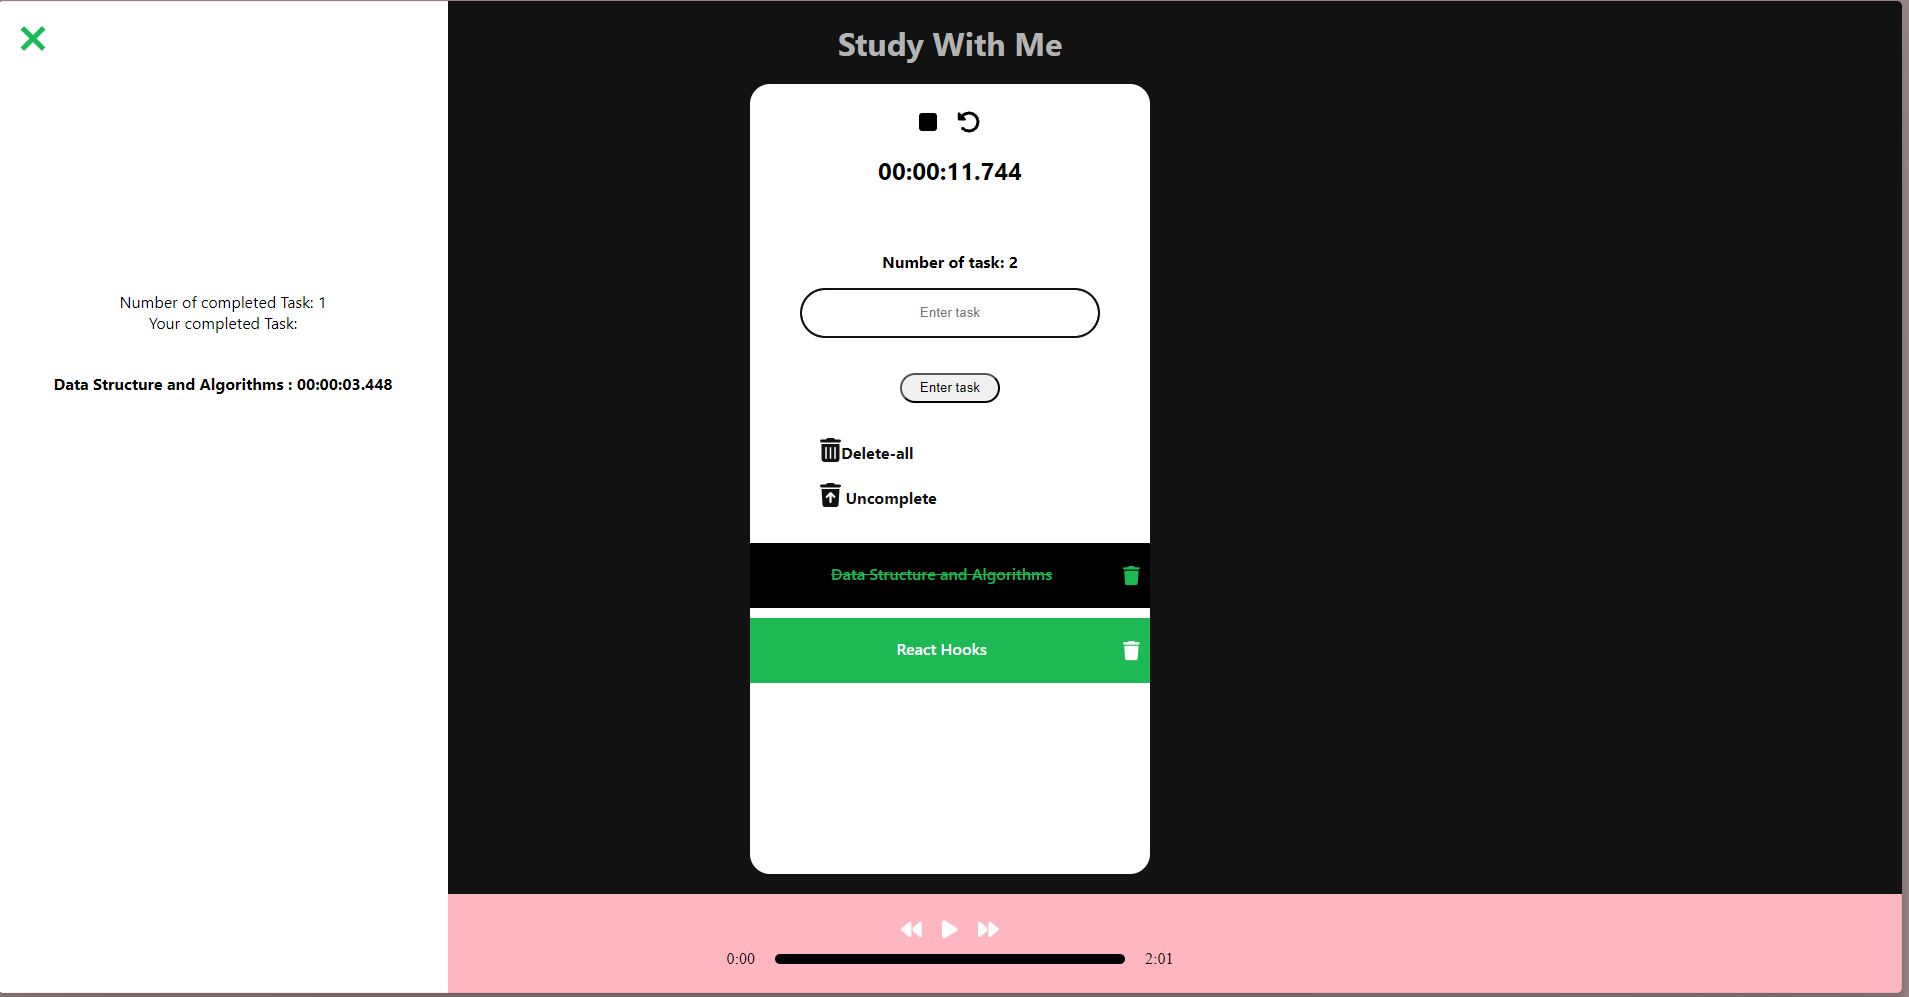 Study With Me
00:00:11.744
Number of task: 2
Enter task
Enter task
Delete-all
Uncomplete
Data Structure and Algorithms
React Hooks
Number of completed Task: 1
Your completed Task:
Data Structure and Algorithms : 00:00:03.448
0:00
2:01